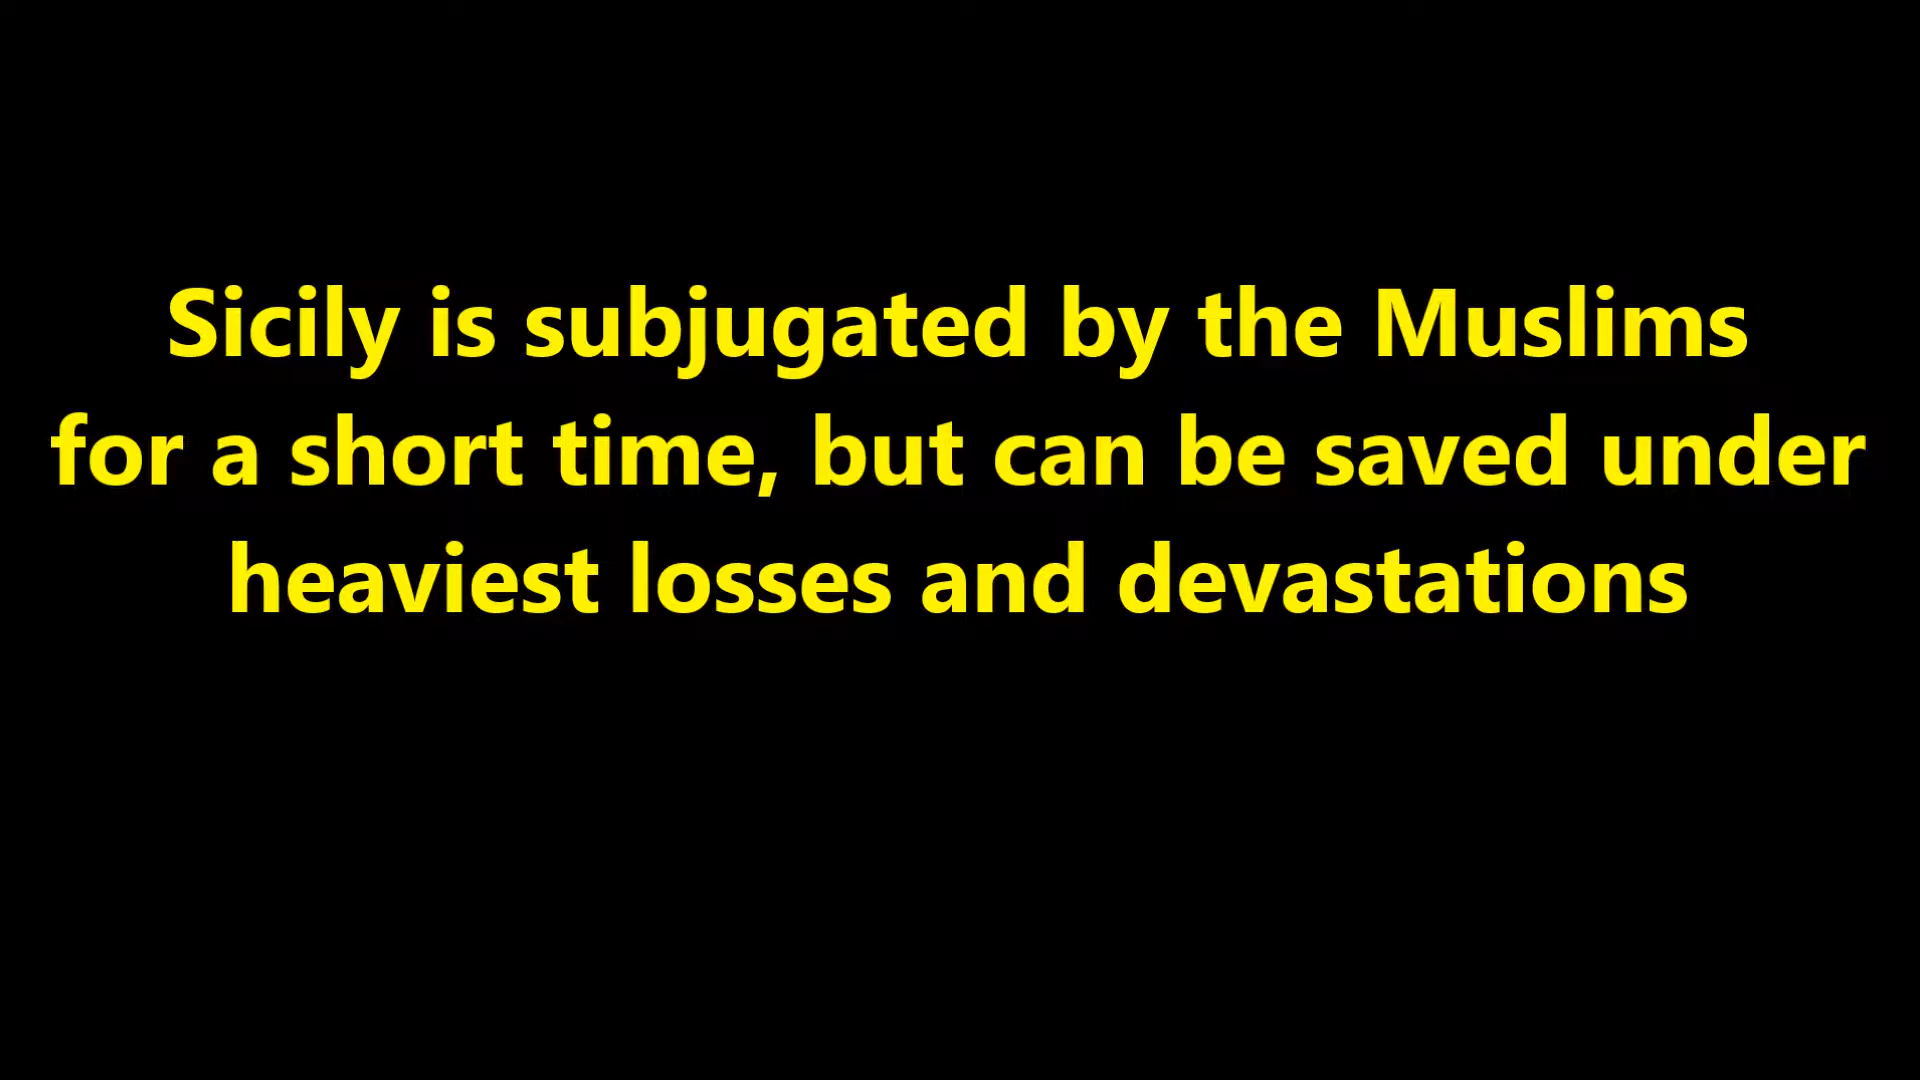 Sicily is subjugated by the Muslims
for a short time, but can be saved under
heaviest losses and devastations